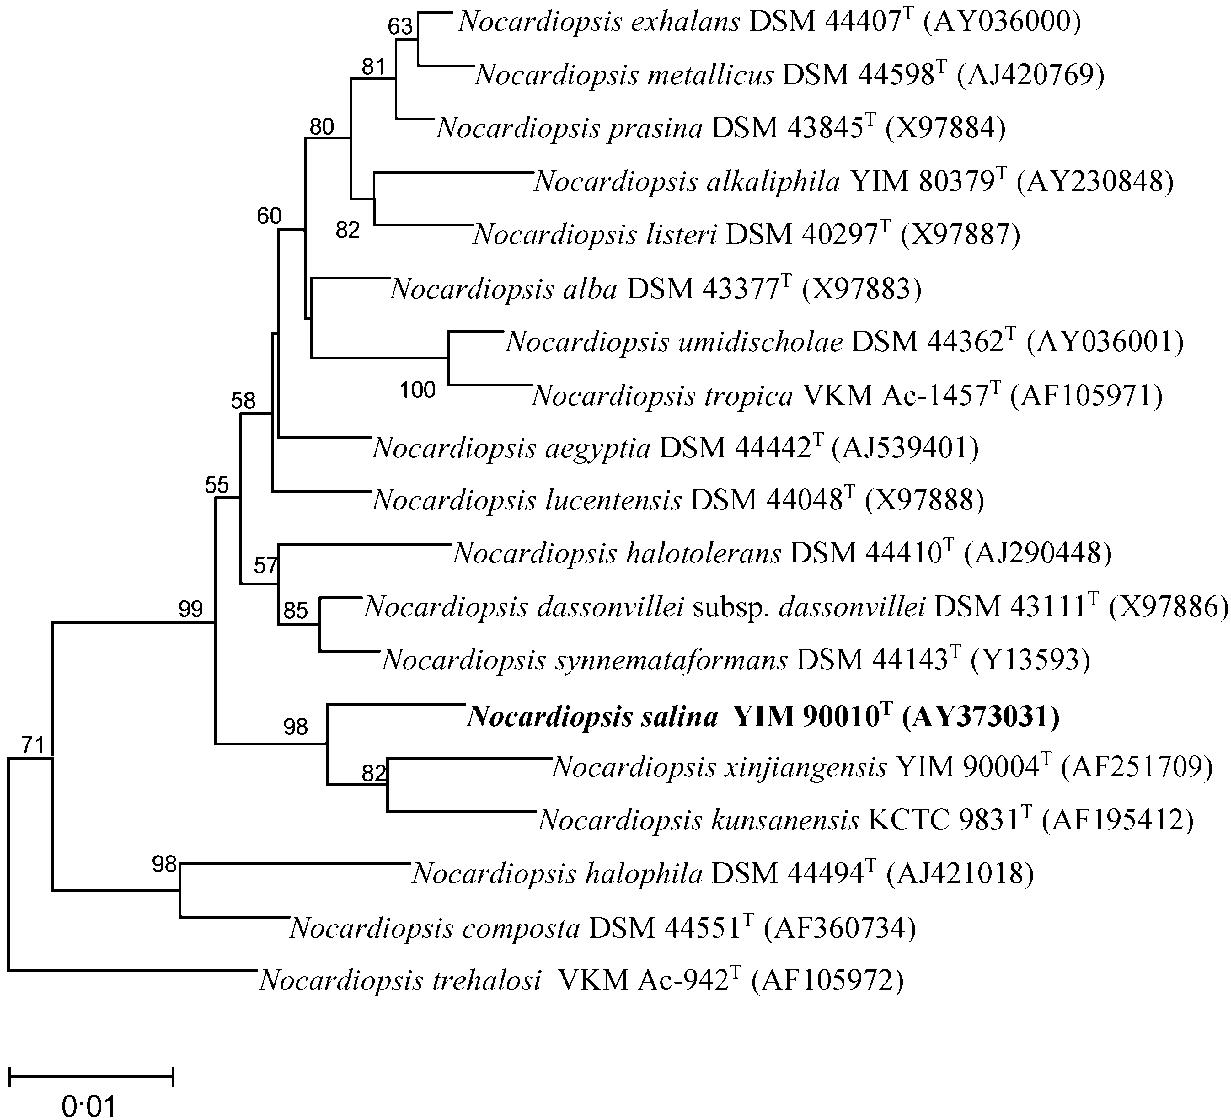 63
Nocardiopsis exhalans DSM 44407T (AY036000)
81
Nocardiopsis metallicus DSM 44598T (AJ420769)
80
Nocardiopsis prasina DSM 43845T (X97884)
Nocardiopsis alkaliphila YIM 80379T (AY230848)
60
82
Nocardiopsis listeri DSM 40297T (X97887)
Nocardiopsis alba DSM 43377T (X97883)
Nocardiopsis umidischolae DSM 44362T (AY036001)
100
Nocardiopsis tropica VKM Ac-1457T (AF105971)
58
Nocardiopsis aegyptia DSM 44442T (AJ539401)
55
Nocardiopsis lucentensis DSM 44048T (X97888)
57
Nocardiopsis halotolerans DSM 44410T (AJ290448)
99
85
Nocardiopsis dassonvillei subsp. dassonvillei DSM 43111T (X97886)
Nocardiopsis synnemataformans DSM 44143T (Y13593)
98
Nocardiopsis salina YIM 90010T (AY373031)
71
82
Nocardiopsis xinjiangensis YIM 90004T (AF251709)
Nocardiopsis kunsanensis KCTC 9831T (AF195412)
98
Nocardiopsis halophila DSM 44494T (AJ421018)
Nocardiopsis composta DSM 44551T (AF360734)
Nocardiopsis trehalosi VKM Ac-942T (AF105972)
0·01